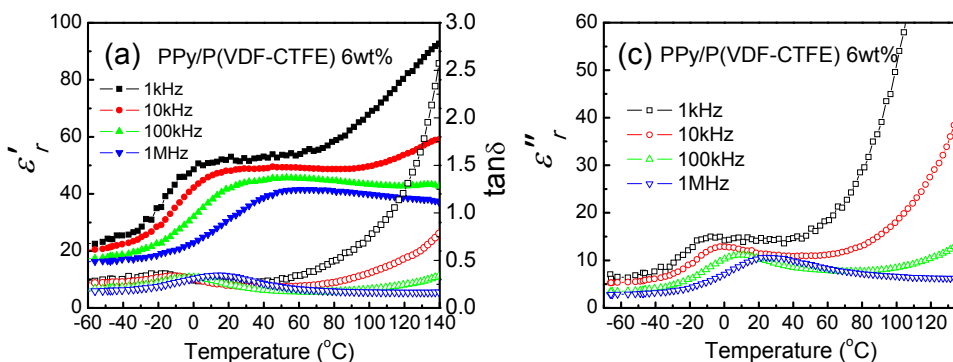 (a) PPy/P(VDF-CTFE) 6wt%
1kHz
10kHz
100kHz
1MHz
ε′r
100
80
60
40
20
0
tanδ
3.0
2.5
2.0
1.5
1.0
0.5
0.0
-60 -40 -20 0 20 40 60 80 100 120 140
Temperature (°C)
(c) PPy/P(VDF-CTFE) 6wt%
1kHz
10kHz
100kHz
1MHz
ε″r
60
50
40
30
20
15
10
5
0
-60 -40 -20 0 20 40 60 80 100 120
Temperature (°C)